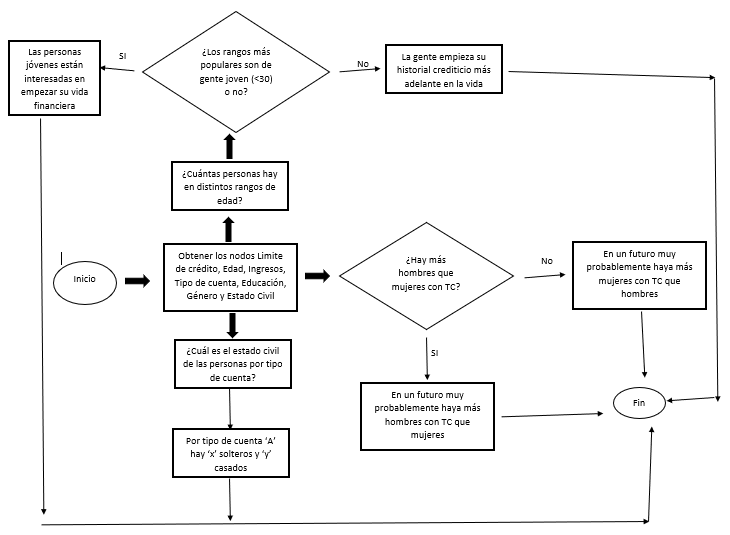 Las personas
jóvenes están
interesadas en
empezar su vida
financiera
SI
¿Los rangos más
populares son de
gente joven (<30)
o no?
No
La gente empieza su
historial crediticio más
adelante en la vida
¿Cuántas personas hay
en distintos rangos de
edad?
Inicio
Obtener los nodos Limite
de crédito, Edad, Ingresos,
Tipo de cuenta, Educación,
Género y Estado Civil
¿Hay más
hombres que
mujeres con TC?
No
En un futuro muy
probablemente haya más
mujeres con TC que
hombres
¿Cuál es el estado civil
de las personas por tipo
de cuenta?
SI
En un futuro muy
probablemente haya más
hombres con TC que
mujeres
Fin
Por tipo de cuenta ‘A’
hay ‘x’ solteros y ‘y’
casados